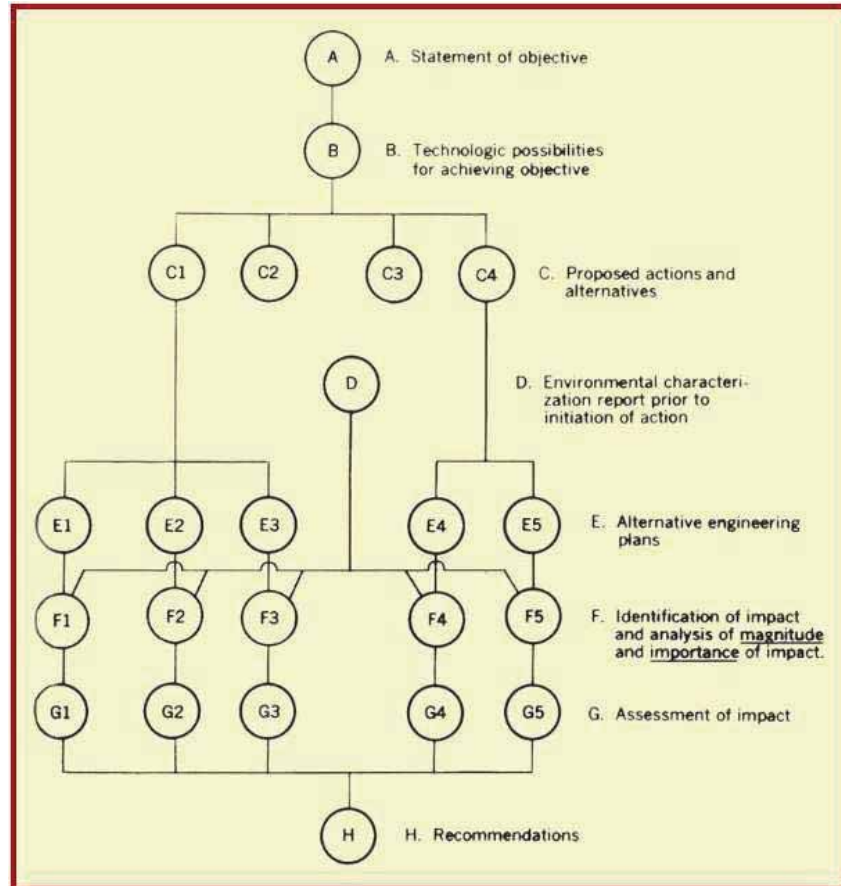 A
A. Statement of objective
B
B. Technologic possibilities
for achieving objective
C1 C2 C3 C4
C. Proposed actions and
alternatives
D
D. Environmental characteri-
zation report prior to
initiation of action
E1 E2 E3 E4 E5
E. Alternative engineering
plans
F1 F2 F3 F4 F5
F. Identification of impact
and analysis of magnitude
and importance of impact.
G1 G2 G3 G4 G5
G. Assessment of impact
H
H. Recommendations